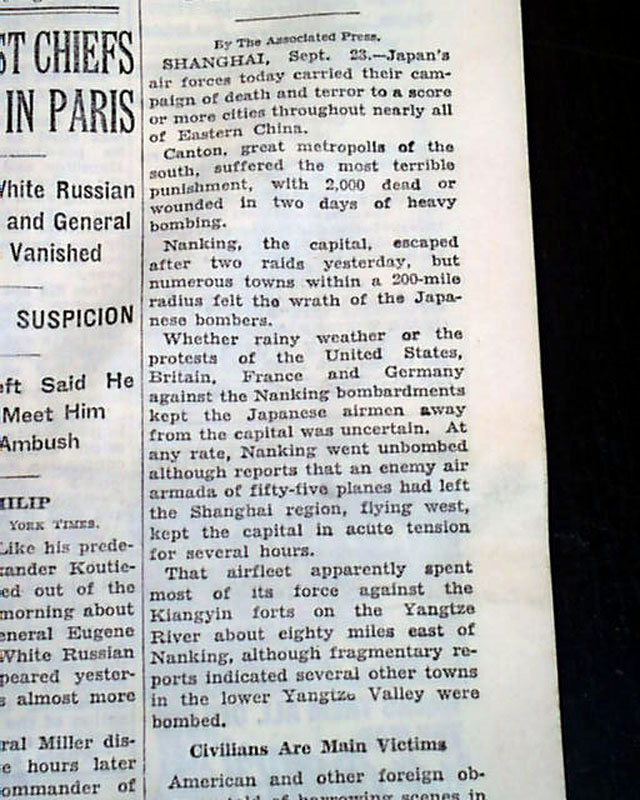 ST CHIEFS
IN PARIS
White Russian
and General
Vanished
SUSPICION
eft Said He
Meet Him
Ambush
HILIP
YORK TIMES.
Like his prede-
xander Koutie-
ed out of the
morning about
eneral Eugene
White Russian
peared yester-
s almost more
ral Miller dis-
e hours later
ommander of
By The Associated Press.
SHANGHAI, Sept. 23.—Japan's
air forces today carried their cam-
paign of death and terror to a score
or more cities throughout nearly all
of Eastern China.
Canton, great metropolis of the
south, suffered the most terrible
punishment, with 2,000 dead or
wounded in two days of heavy
bombing.
Nanking, the capital, escaped
after two raids yesterday, but
numerous towns within a 200-mile
radius felt the wrath of the Japa-
nese bombers.
Whether rainy weather or the
protests of the United States,
Britain, France and Germany
against the Nanking bombardments
kept the Japanese airmen away
from the capital was uncertain. At
any rate, Nanking went unbombed
although reports that an enemy air
armada of fifty-five planes had left
the Shanghai region, flying west,
kept the capital in acute tension
for several hours.
That airfleet apparently spent
most of its force against the
Kiangyin forts on the Yangtze
River about eighty miles east of
Nanking, although fragmentary re-
ports indicated several other towns
in the lower Yangtze Valley were
bombed.
Civilians Are Main Victims
American and other foreign ob-
of harrowing scenes in